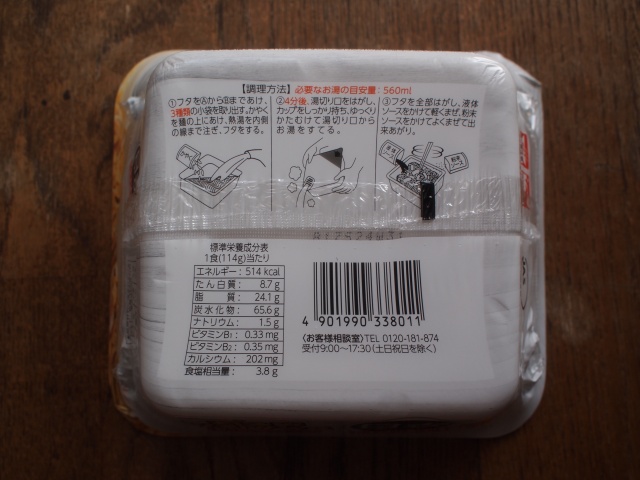 【調理方法】 必要なお湯の目安量：560ml
①フタをⒶからⒷまであけ、
3種類の小袋を取り出す。かやく
を麺の上にあけ、熱湯を内側
の線まで注ぎ、フタをする。
②4分後、湯切り口をはがし、
カップをしっかり持ち、ゆっくり
かたむけて湯切り口から
お湯をすてる。
③フタを全部はがし、液体
ソースをかけて軽くまぜ、粉末
ソースをかけてよくまぜて出
来あがり。
標準栄養成分表
1食(114g)当たり
エネルギー： 514 kcal
たん白質： 8.7 g
脂質： 24.1 g
炭水化物： 65.6 g
ナトリウム： 1.5 g
ビタミンB1： 0.33 mg
ビタミンB2： 0.35 mg
カルシウム： 202 mg
食塩相当量： 3.8 g
4 901990 338011
〈お客様相談室〉TEL 0120-181-874
受付9:00〜17:30(土日祝日を除く)